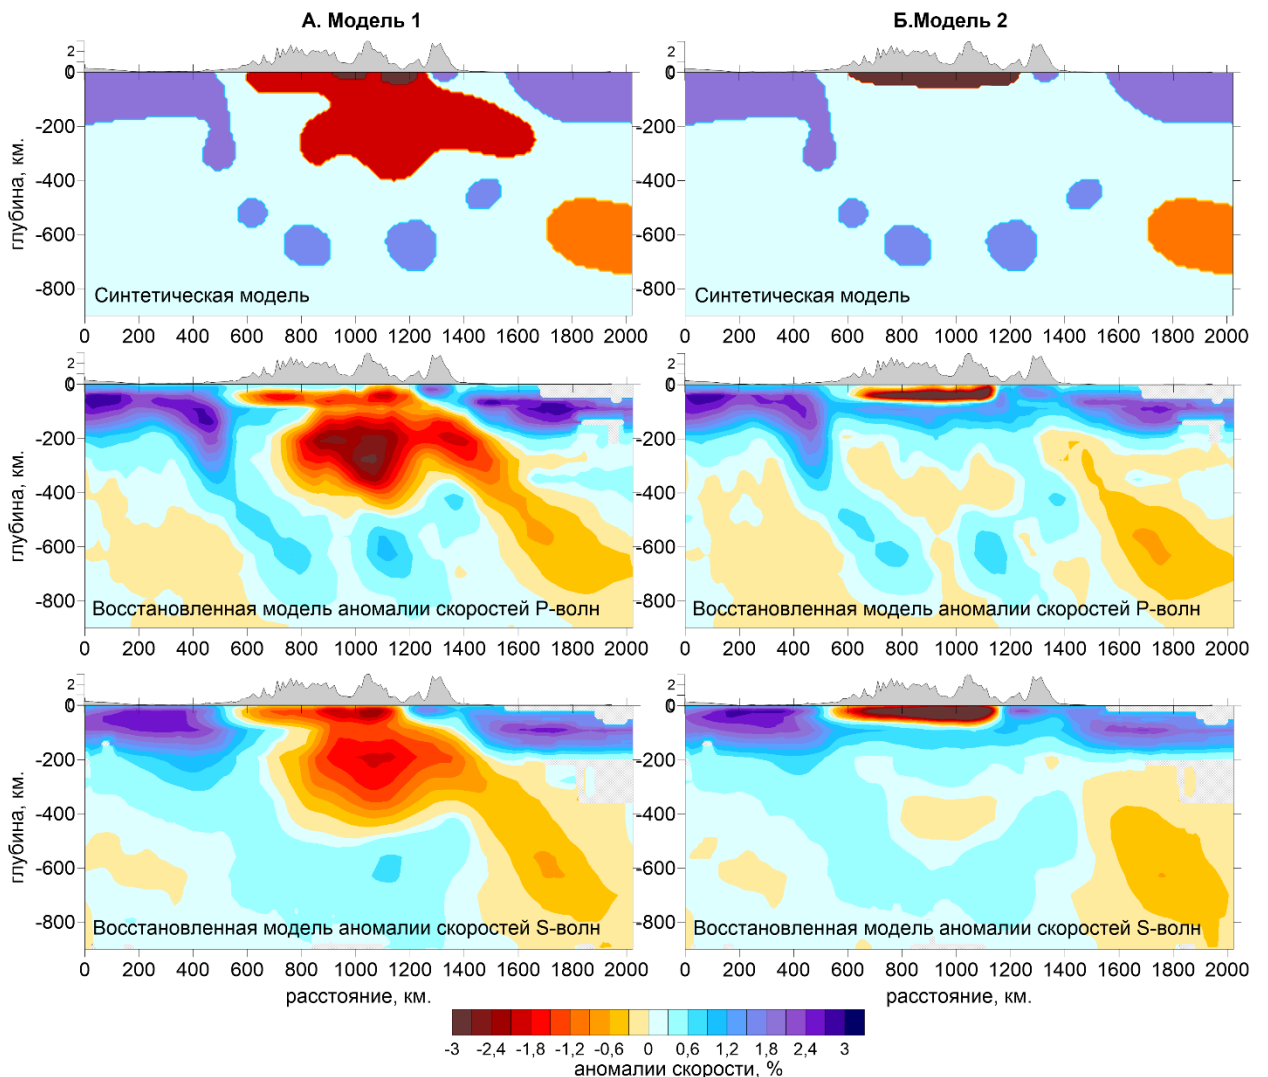 А. Модель 1
Б.Модель 2
2
0
-200
-400
-600
-800
глубина, км.
Синтетическая модель
0 200 400 600 800 1000 1200 1400 1600 1800 2000
2
0
-200
-400
-600
-800
Синтетическая модель
0 200 400 600 800 1000 1200 1400 1600 1800 2000
2
0
-200
-400
-600
-800
глубина, км.
Восстановленная модель аномалии скоростей Р-волн
0 200 400 600 800 1000 1200 1400 1600 1800 2000
2
0
-200
-400
-600
-800
Восстановленная модель аномалии скоростей Р-волн
0 200 400 600 800 1000 1200 1400 1600 1800 2000
2
0
-200
-400
-600
-800
глубина, км.
Восстановленная модель аномалии скоростей S-волн
0 200 400 600 800 1000 1200 1400 1600 1800 2000
расстояние, км.
2
0
-200
-400
-600
-800
Восстановленная модель аномалии скоростей S-волн
0 200 400 600 800 1000 1200 1400 1600 1800 2000
расстояние, км.
-3 -2,4 -1,8 -1,2 -0,6 0 0,6 1,2 1,8 2,4 3
аномалии скорости, %